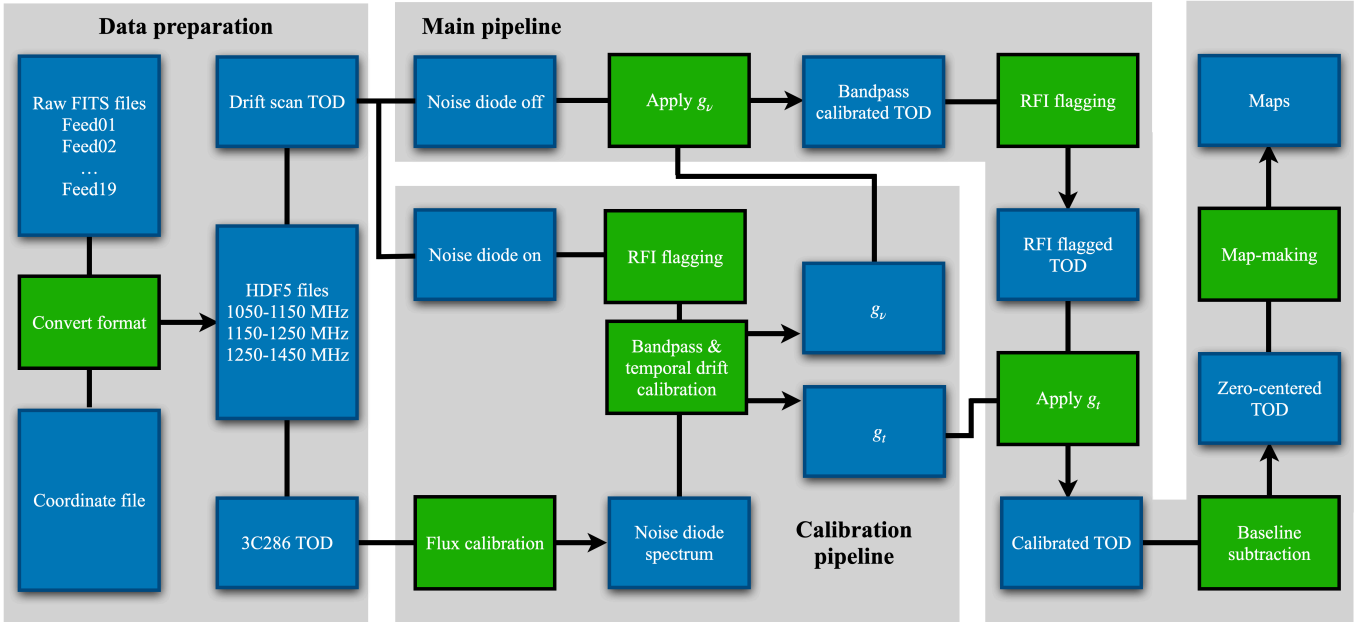 Data preparation
Raw FITS files
Feed01
Feed02
...
Feed19
Convert format
Coordinate file
Drift scan TOD
HDF5 files
1050-1150 MHz
1150-1250 MHz
1250-1450 MHz
3C286 TOD
Main pipeline
Noise diode off
Apply gν
Bandpass
calibrated TOD
RFI flagging
RFI flagged
TOD
Apply gt
Calibrated TOD
Noise diode on
RFI flagging
Bandpass &
temporal drift
calibration
gν
gt
Flux calibration
Noise diode
spectrum
Calibration
pipeline
Maps
Map-making
Zero-centered
TOD
Baseline
subtraction